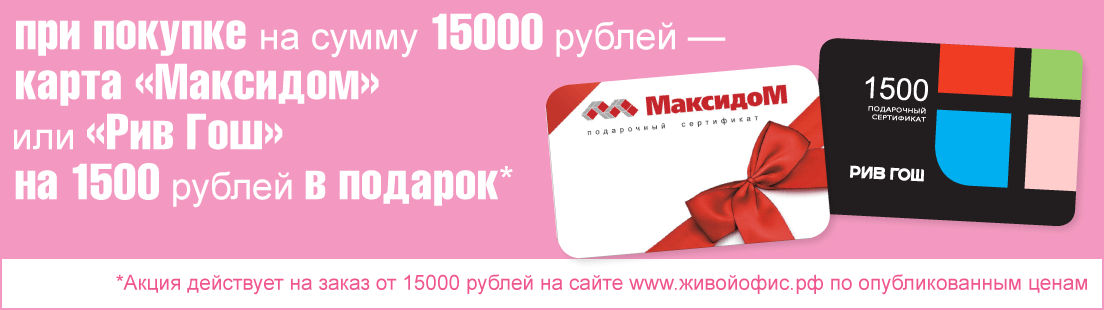 при покупке на сумму 15000 рублей —
карта «Максидом»
или «Рив Гош»
на 1500 рублей в подарок*
МаксидоМ
подарочный сертификат
1500
ПОДАРОЧНЫЙ
СЕРТИФИКАТ
РИВ ГОШ
*Акция действует на заказ от 15000 рублей на сайте www.живойофис.рф по опубликованным ценам